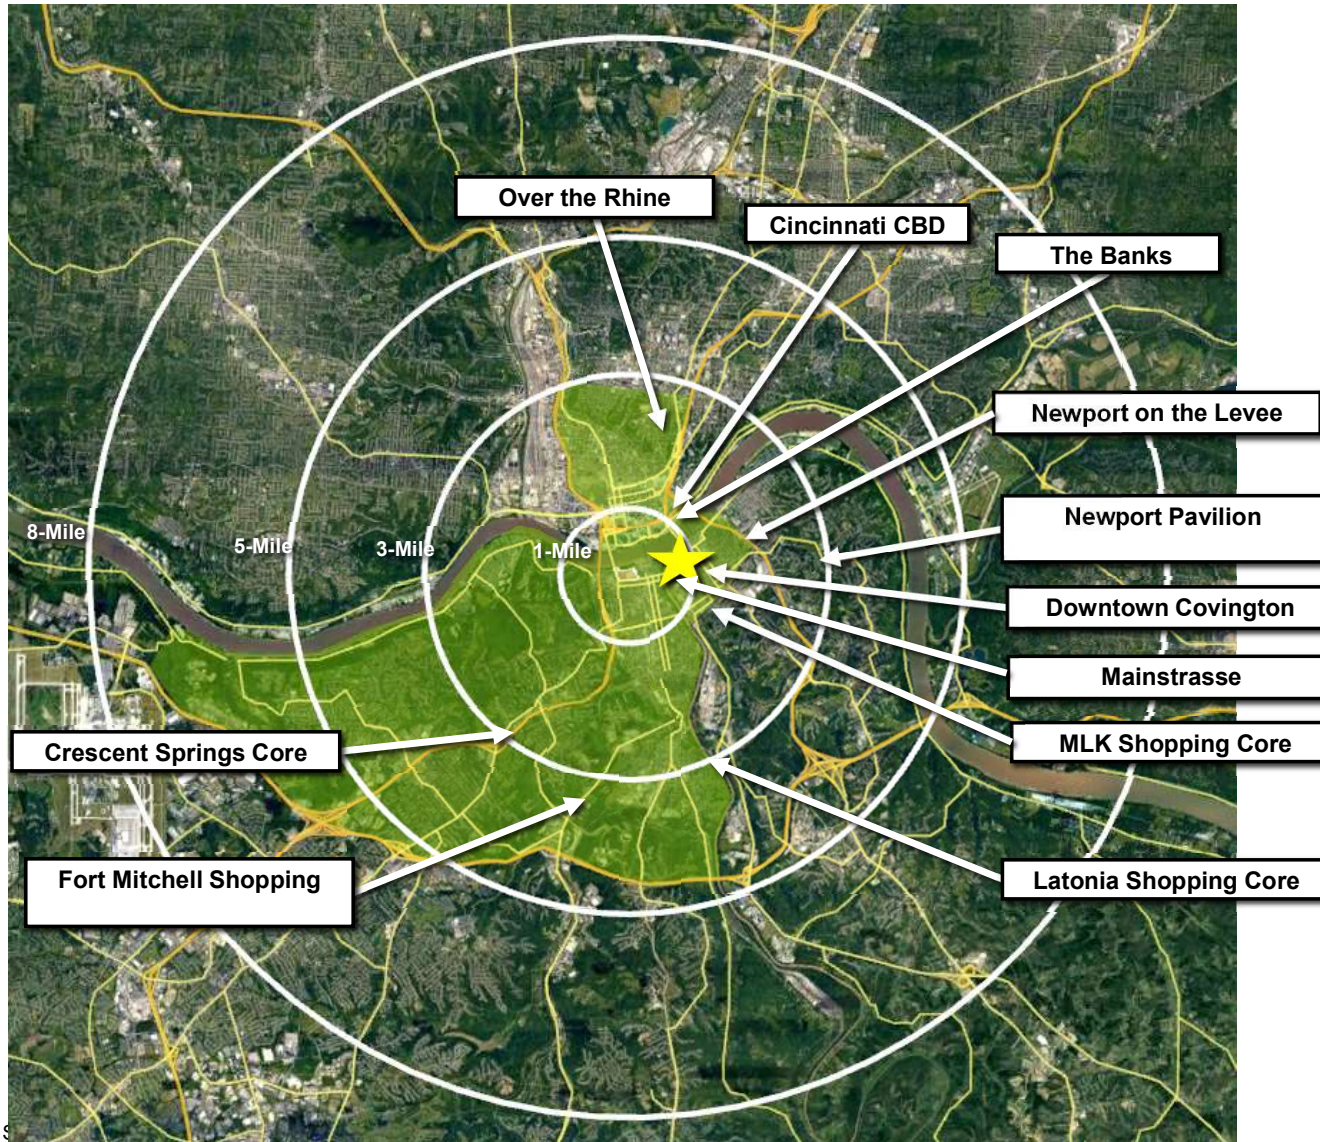 Over the Rhine
Cincinnati CBD
The Banks
Newport on the Levee
Newport Pavilion
8-Mile
5-Mile
3-Mile
1-Mile
Downtown Covington
Mainstrasse
MLK Shopping Core
Crescent Springs Core
Fort Mitchell Shopping
Latonia Shopping Core